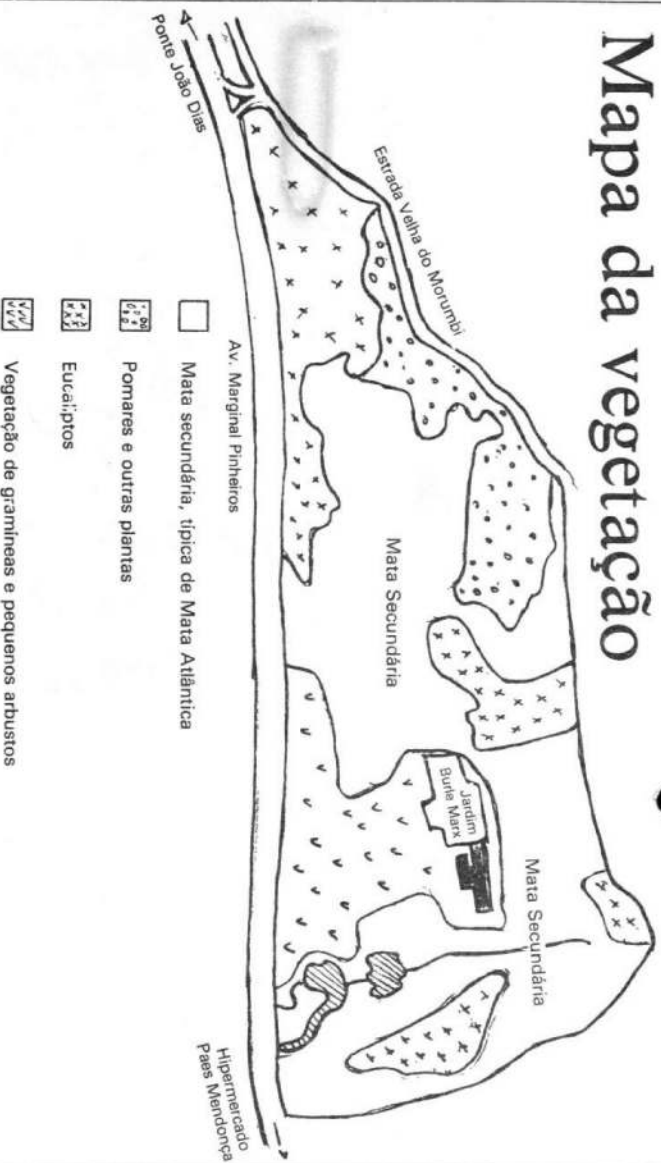 Mapa da vegetação
Ponte João Dias
Estrada Velha do Morumbi
Av. Marginal Pinheiros
Mata Secundária
Jardim
Burle Marx
Mata Secundária
Hipermercado
Paes Mendonça
Mata secundária, típica de Mata Atlântica
Pomares e outras plantas
Eucaliptos
Vegetação de gramíneas e pequenos arbustos